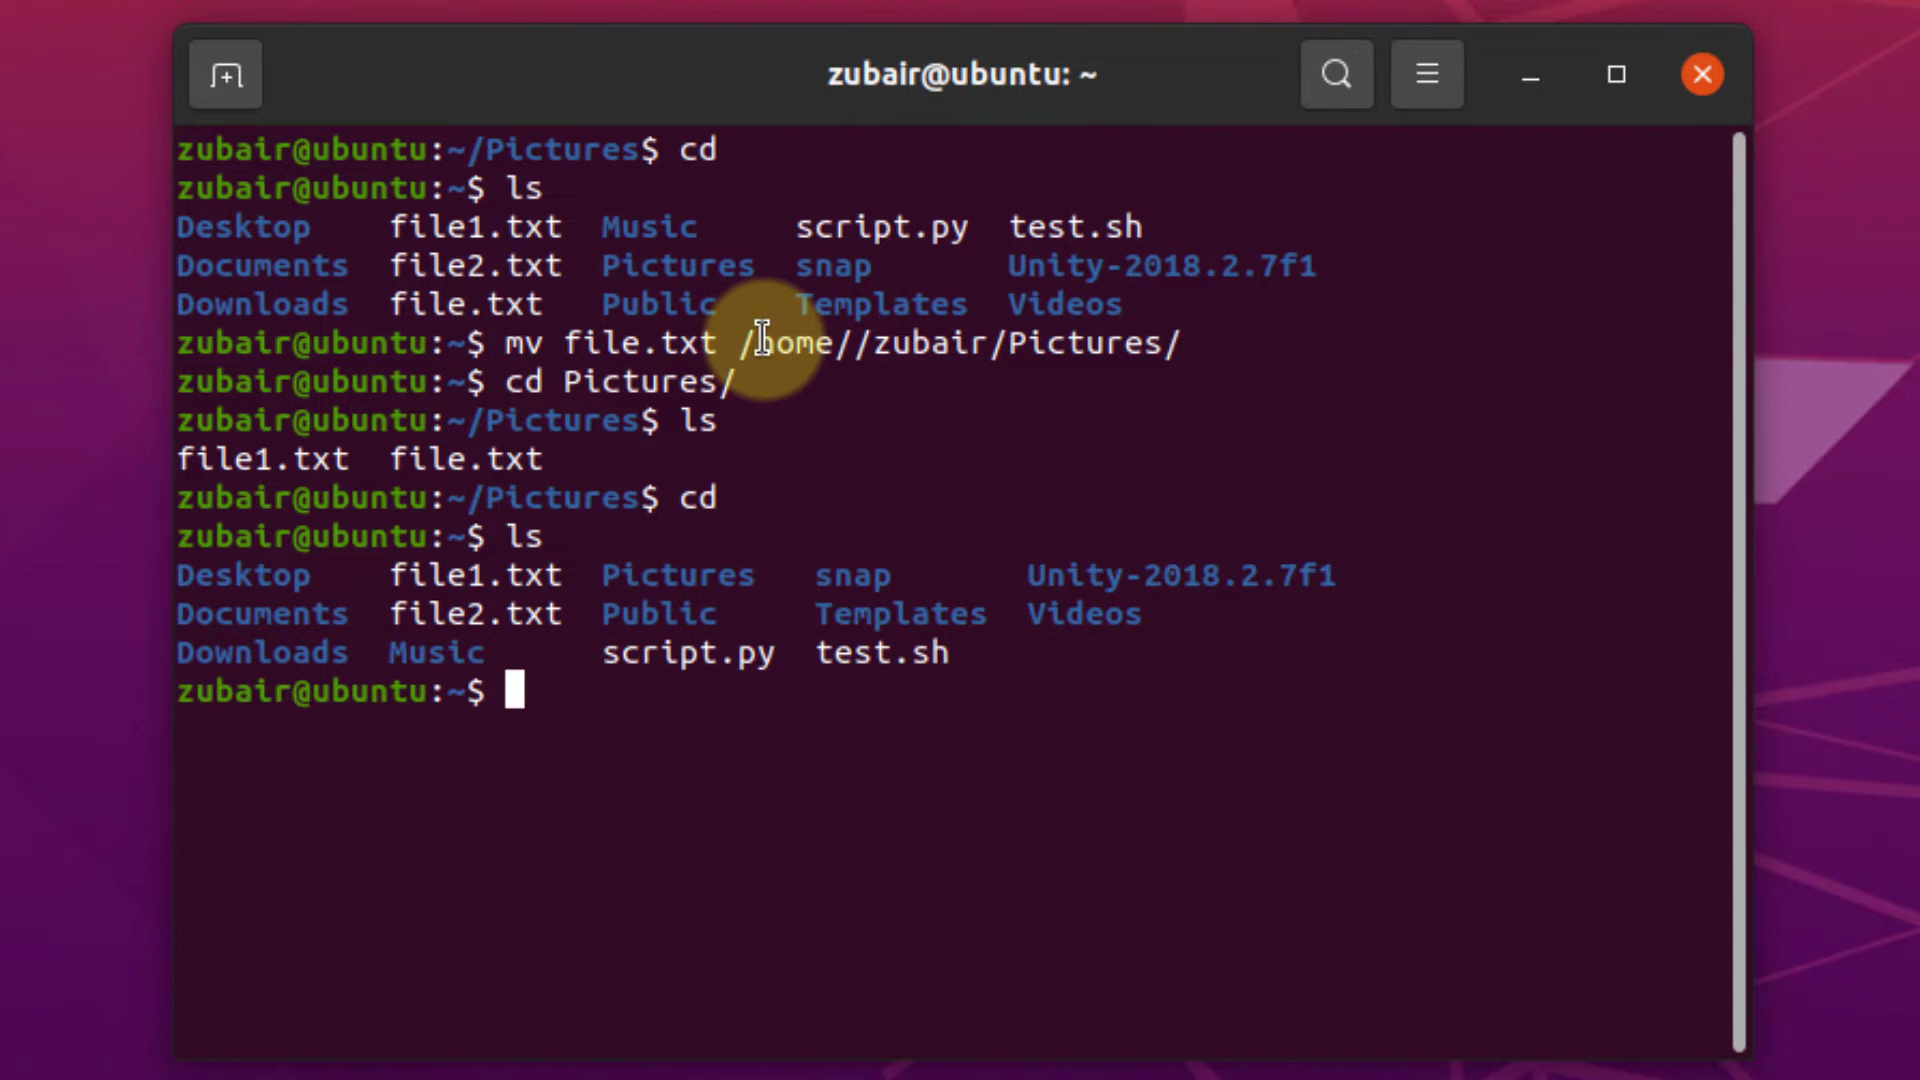 zubair@ubuntu: ~
zubair@ubuntu:~/Pictures$ cd
zubair@ubuntu:~$ ls
Desktop file1.txt Music script.py test.sh
Documents file2.txt Pictures snap Unity-2018.2.7f1
Downloads file.txt Public Templates Videos
zubair@ubuntu:~$ mv file.txt /home//zubair/Pictures/
zubair@ubuntu:~$ cd Pictures/
zubair@ubuntu:~/Pictures$ ls
file1.txt file.txt
zubair@ubuntu:~/Pictures$ cd
zubair@ubuntu:~$ ls
Desktop file1.txt Pictures snap Unity-2018.2.7f1
Documents file2.txt Public Templates Videos
Downloads Music script.py test.sh
zubair@ubuntu:~$